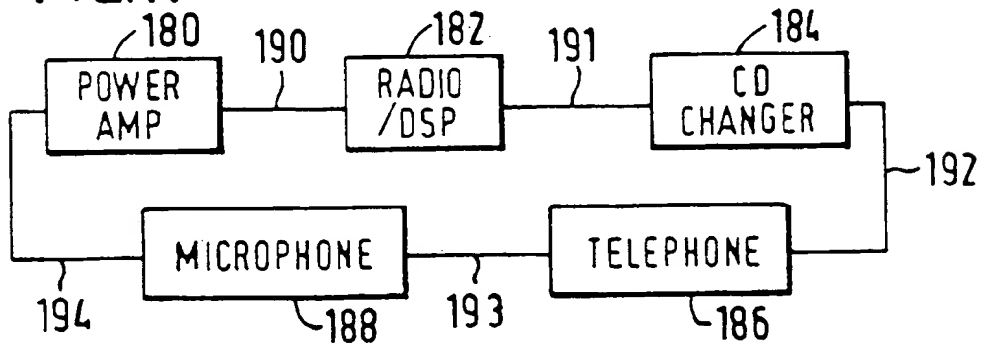 180
190
182
191
184
POWER
AMP
RADIO
/DSP
CD
CHANGER
192
MICROPHONE
TELEPHONE
194
188
193
186